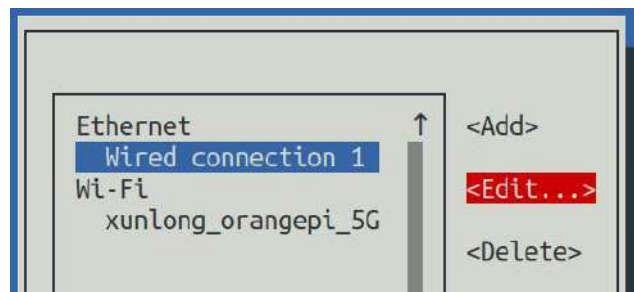 Ethernet
Wired connection 1
Wi-Fi
xunlong_orangepi_5G
↑
<Add>
<Edit...>
<Delete>